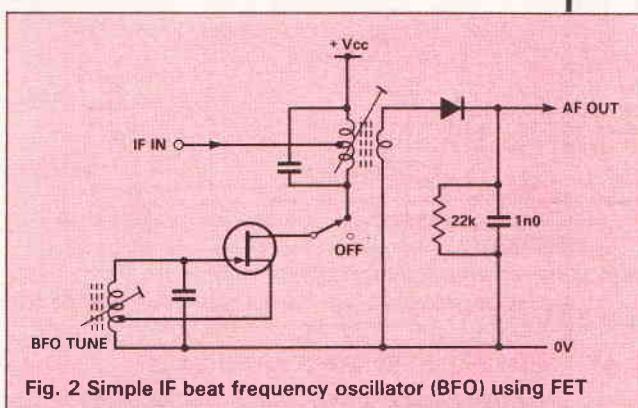 + Vcc
IF IN
AF OUT
22k
1n0
OFF
BFO TUNE
0V
Fig. 2 Simple IF beat frequency oscillator (BFO) using FET